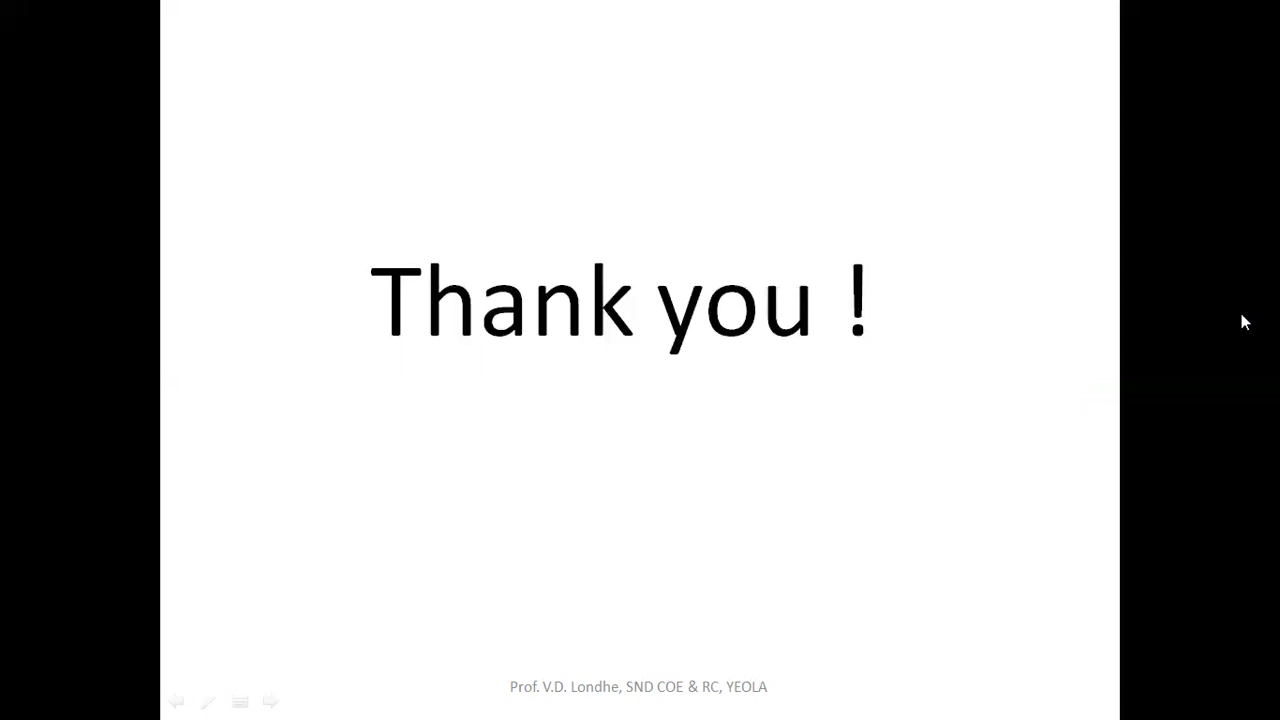 Thank you !
Prof. V.D. Londhe, SND COE & RC, YEOLA